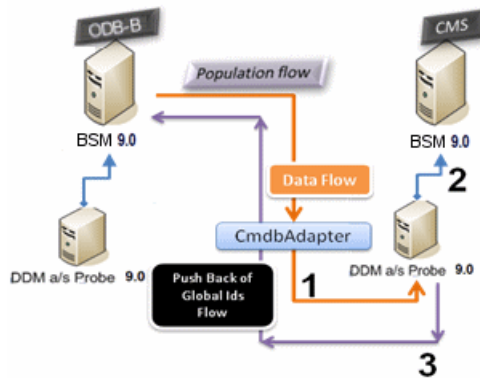 ODB-B
CMS
Population flow
BSM 9.0
BSM 9.0
2
Data Flow
CmdbAdapter
DDM a/s Probe 9.0
DDM a/s Probe 9.0
Push Back of
Global Ids
Flow
1
3